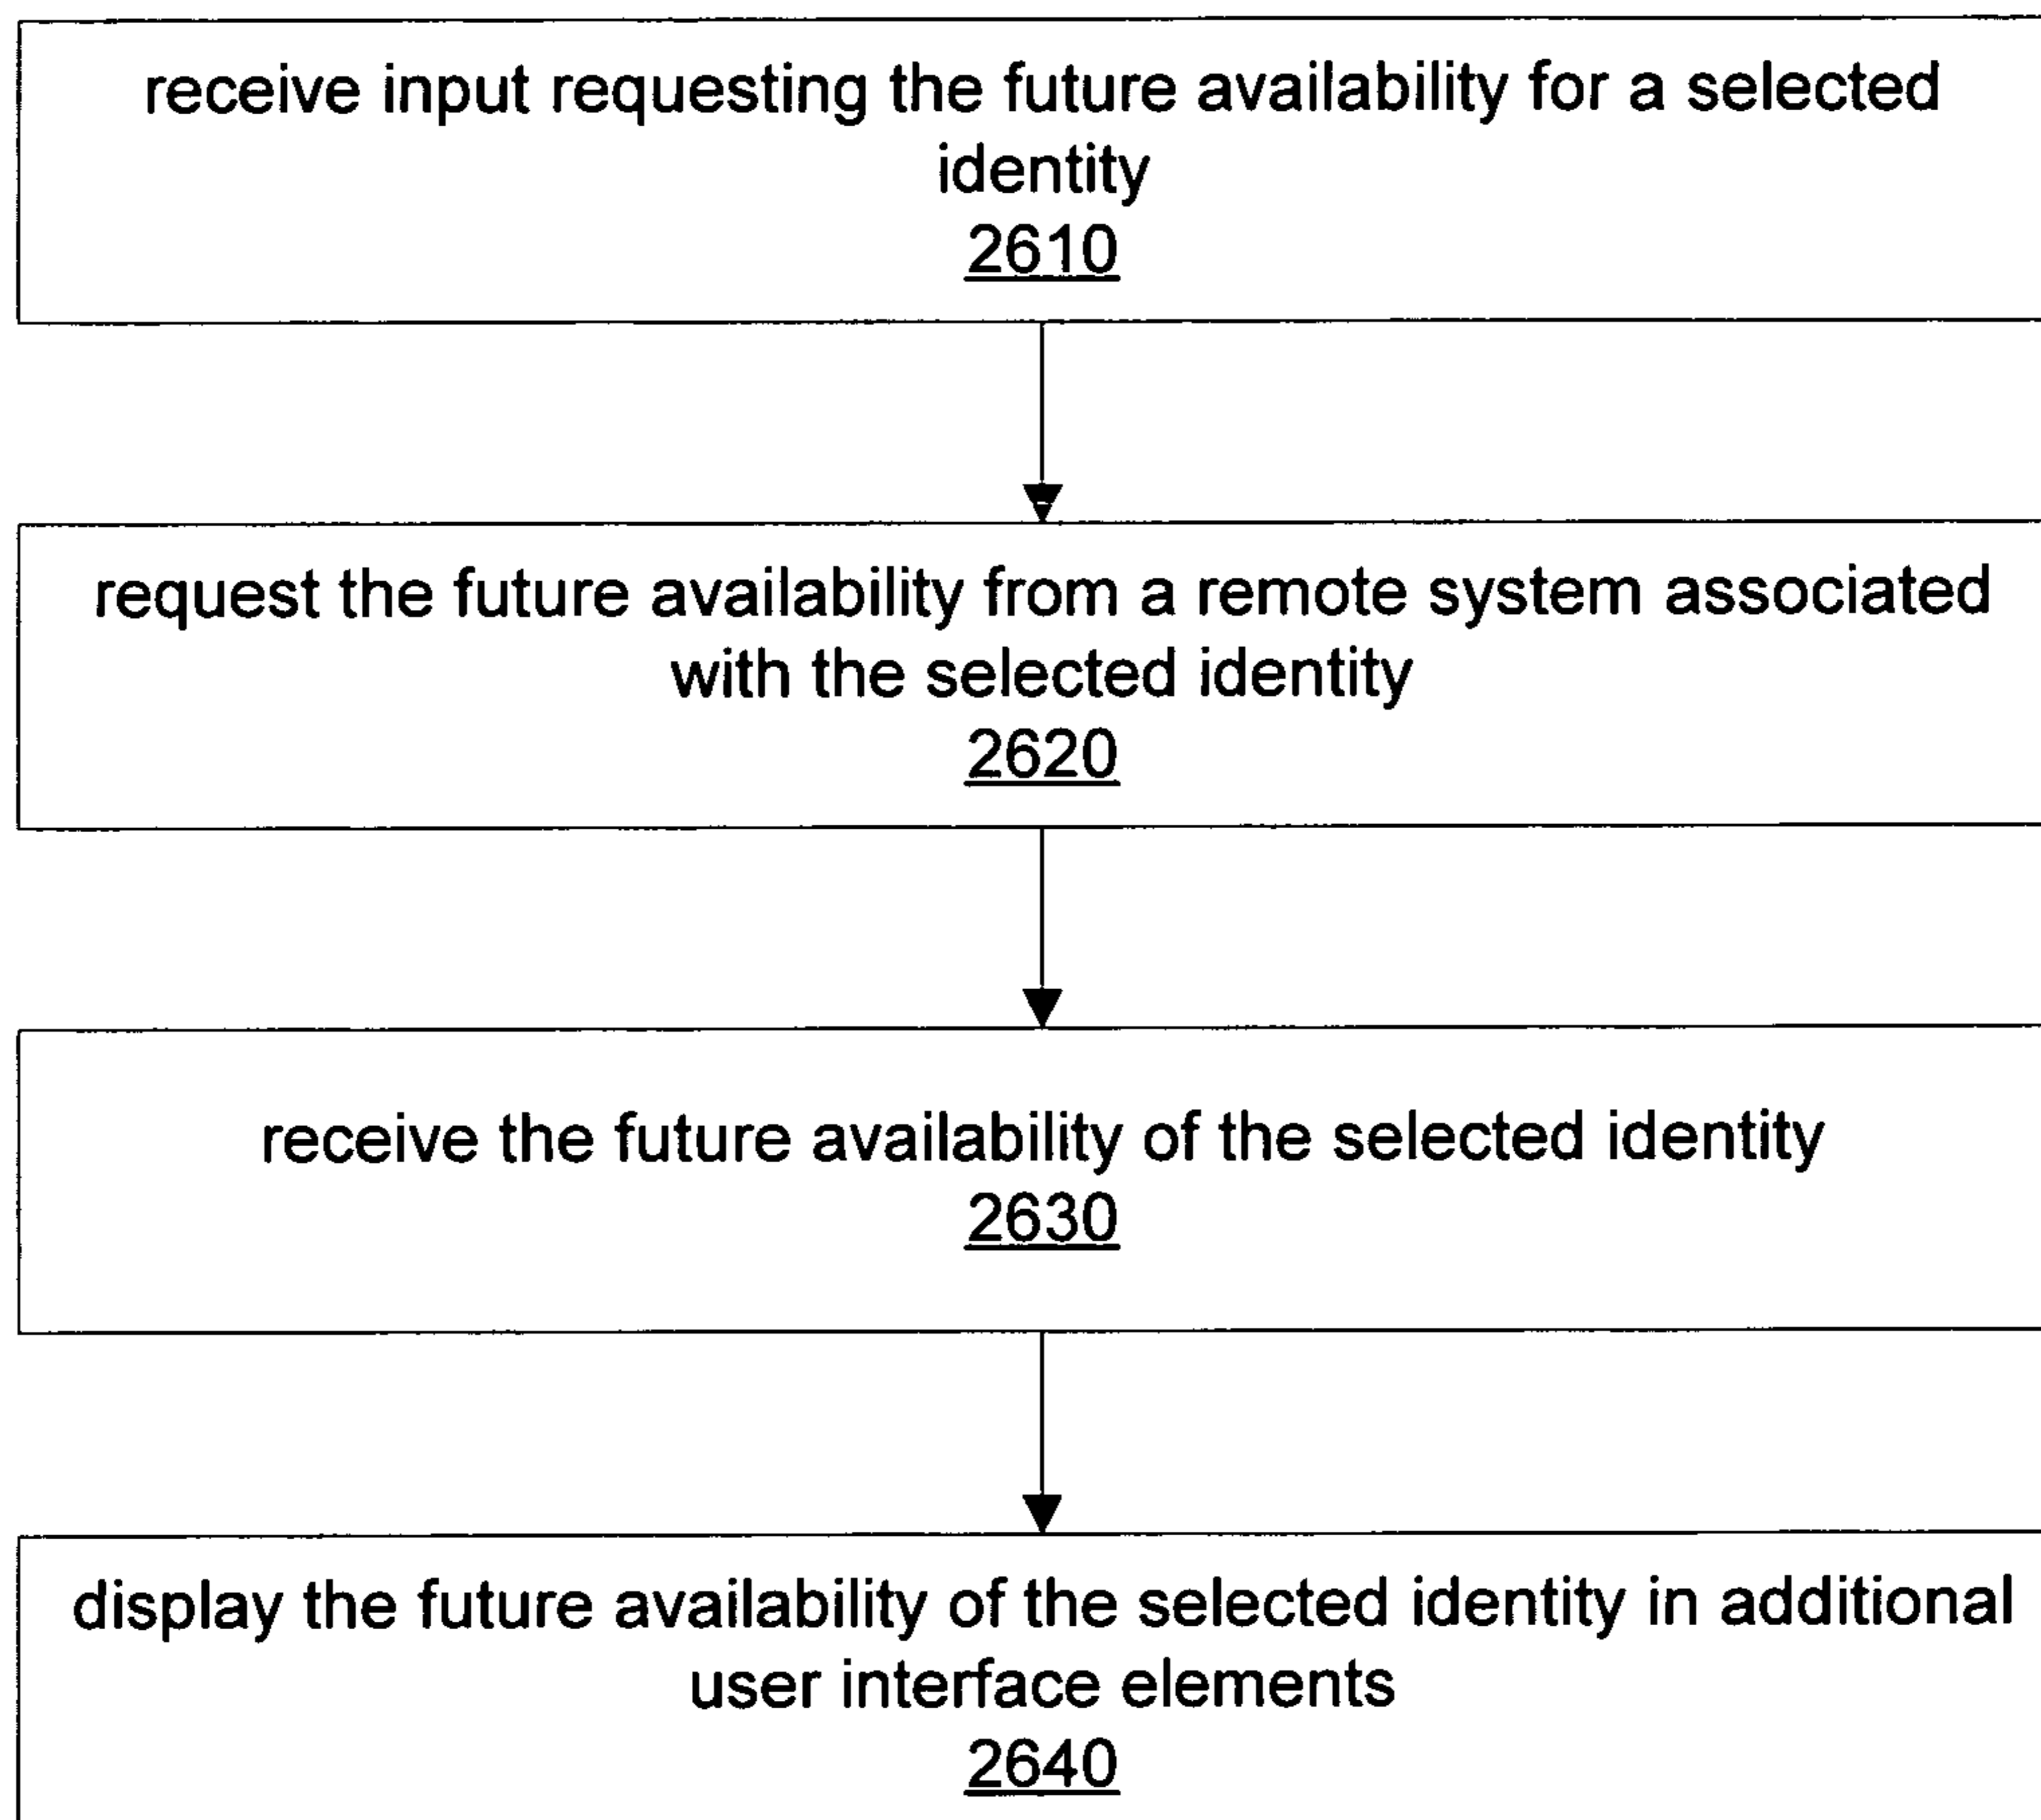 receive input requesting the future availability for a selected
identity
2610
request the future availability from a remote system associated
with the selected identity
2620
receive the future availability of the selected identity
2630
display the future availability of the selected identity in additional
user interface elements
2640